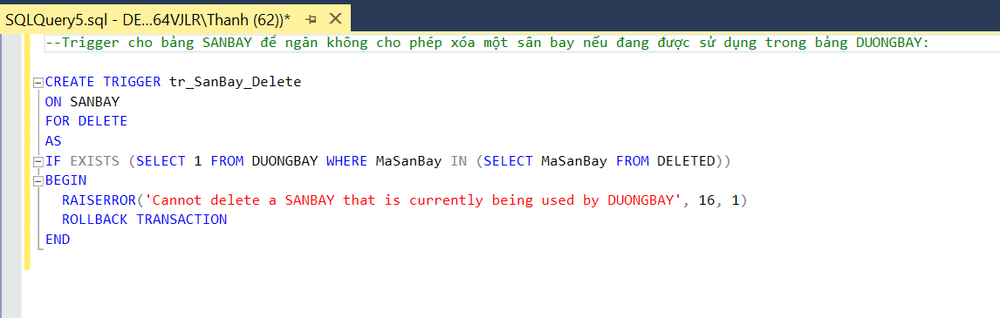 SQLQuery5.sql - DE...64VJLR\Thanh (62))*
--Trigger cho bảng SANBAY để ngăn không cho phép xóa một sân bay nếu đang được sử dụng trong bảng DUONGBAY:
CREATE TRIGGER tr_SanBay_Delete
ON SANBAY
FOR DELETE
AS
IF EXISTS (SELECT 1 FROM DUONGBAY WHERE MaSanBay IN (SELECT MaSanBay FROM DELETED))
BEGIN
RAISERROR('Cannot delete a SANBAY that is currently being used by DUONGBAY', 16, 1)
ROLLBACK TRANSACTION
END